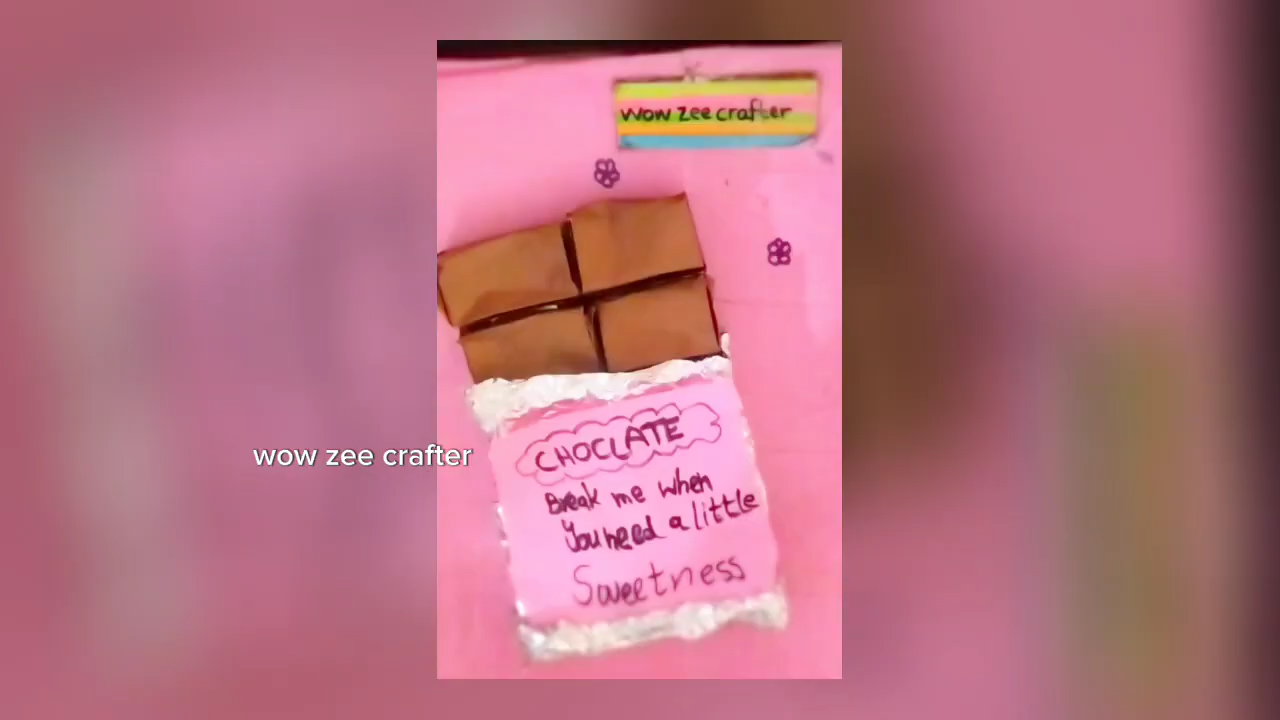 wow zee crafter
CHOCLATE
Break me when
You need a little
Sweetness
wow zee crafter